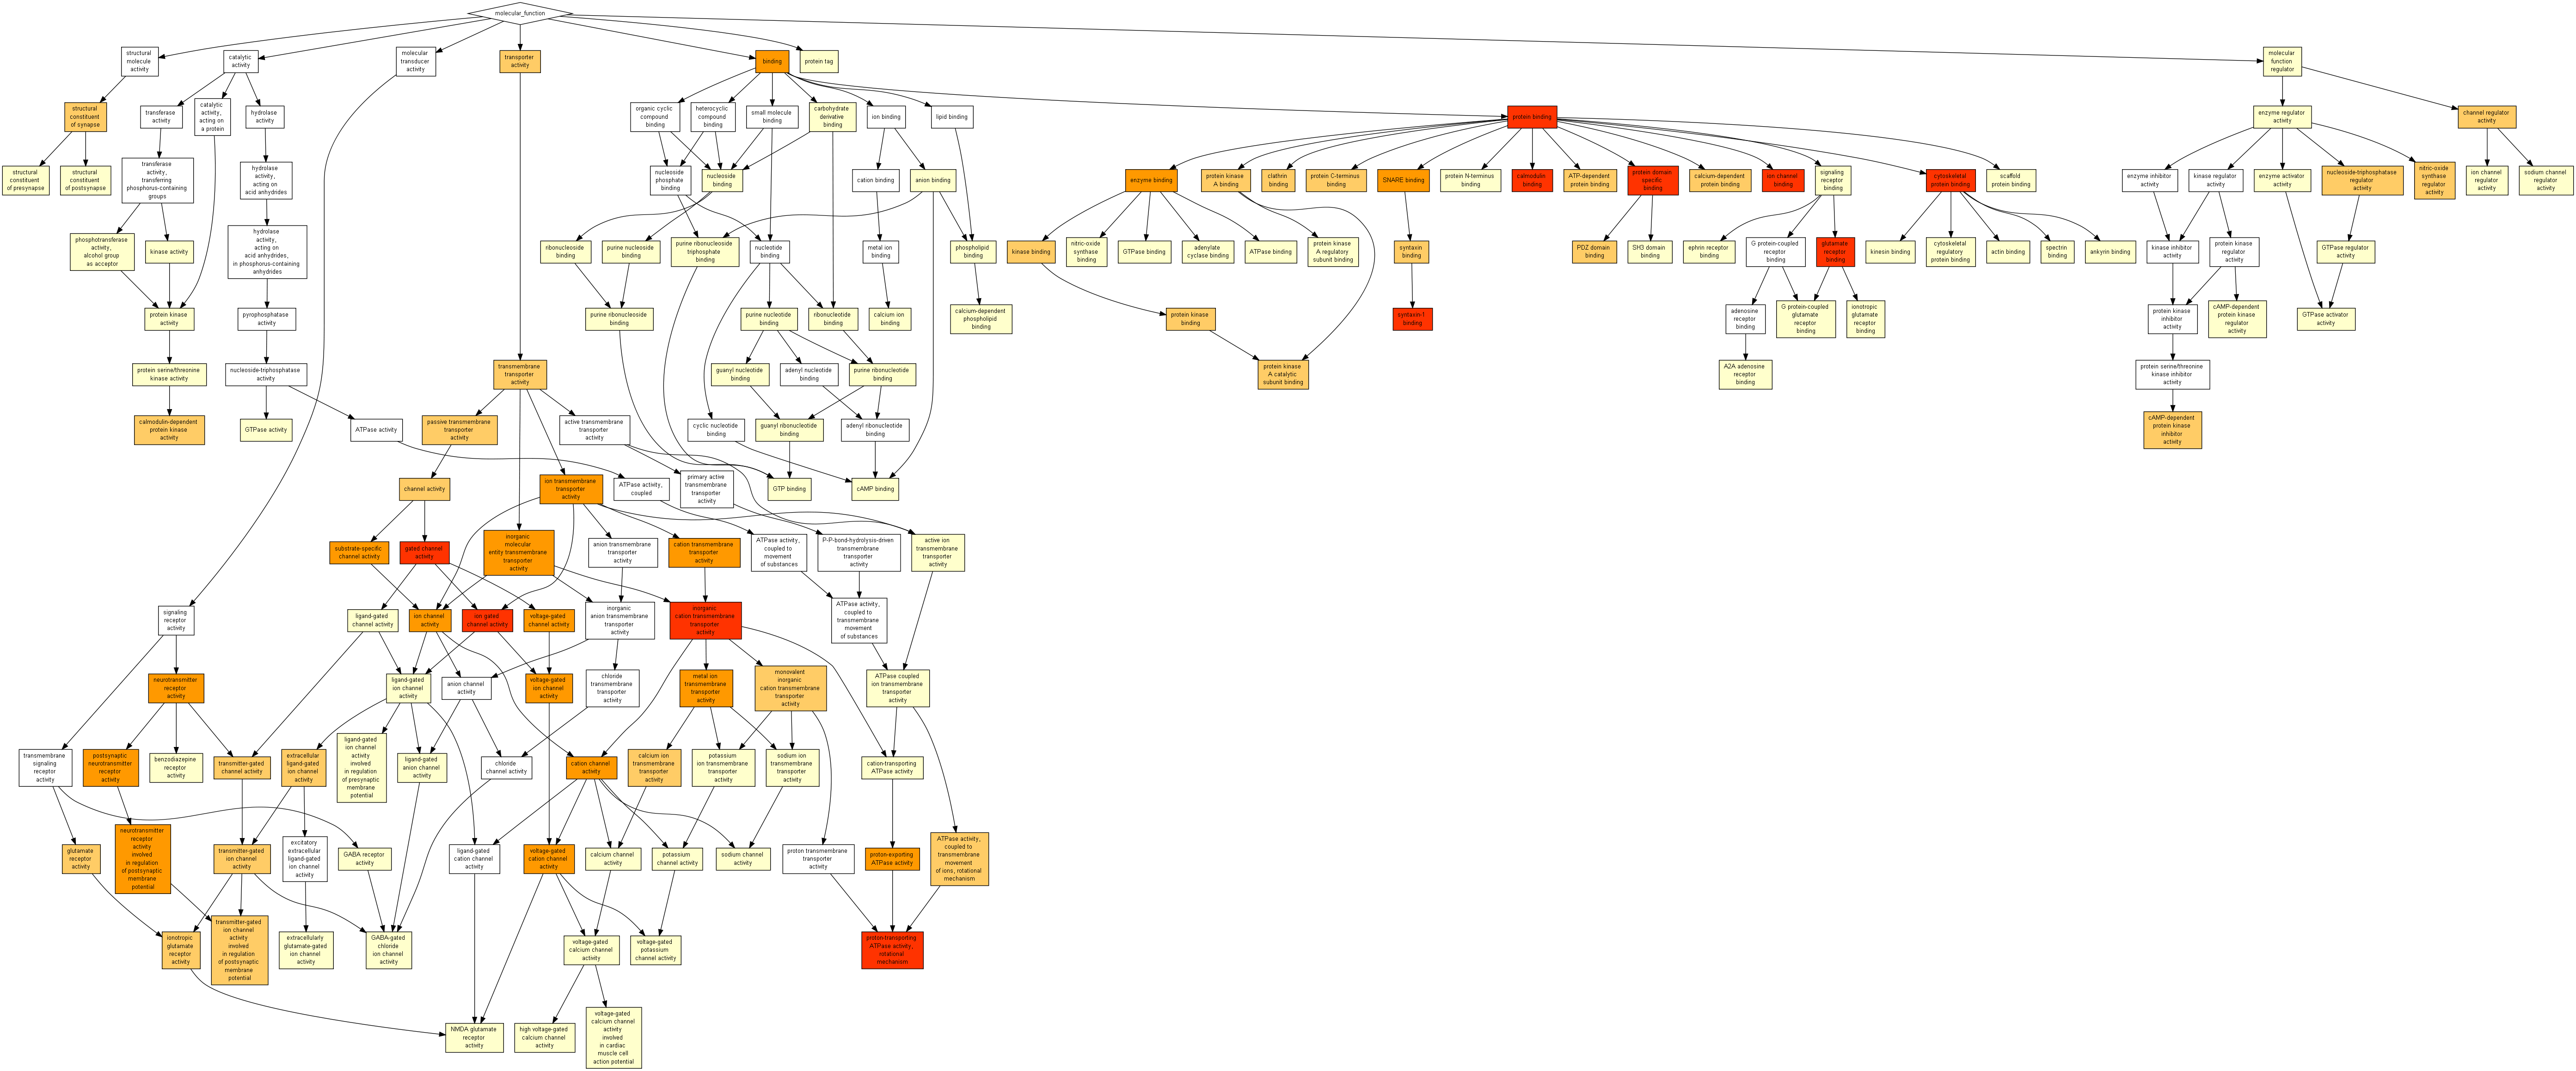 molecular_function
structural
molecule
activity
catalytic
activity
molecular
transducer
activity
transporter
activity
binding
protein tag
molecular
function
regulator
structural
constituent
of synapse
transferase
activity
catalytic
activity,
acting on
a protein
hydrolase
activity
organic cyclic
compound
binding
heterocyclic
compound
binding
small molecule
binding
carbohydrate
derivative
binding
ion binding
lipid binding
protein binding
enzyme regulator
activity
channel regulator
activity
structural
constituent
of presynapse
structural
constituent
of postsynapse
transferase
activity,
transferring
phosphorus-containing
groups
hydrolase
activity,
acting on
acid anhydrides
nucleoside
phosphate
binding
nucleoside
binding
cation binding
anion binding
enzyme binding
protein kinase
A binding
clathrin
binding
protein C-terminus
binding
SNARE binding
protein N-terminus
binding
calmodulin
binding
ATP-dependent
protein binding
protein domain
specific
binding
calcium-dependent
protein binding
ion channel
binding
signaling
receptor
binding
cytoskeletal
protein binding
scaffold
protein binding
enzyme inhibitor
activity
kinase regulator
activity
enzyme activator
activity
nucleoside-triphosphatase
regulator
activity
nitric-oxide
synthase
regulator
activity
ion channel
regulator
activity
sodium channel
regulator
activity
phosphotransferase
activity,
alcohol group
as acceptor
kinase activity
hydrolase
activity,
acting on
acid anhydrides,
in phosphorus-containing
anhydrides
ribonucleoside
binding
purine nucleoside
binding
purine ribonucleoside
triphosphate
binding
nucleotide
binding
metal ion
binding
phospholipid
binding
kinase binding
nitric-oxide
synthase
binding
GTPase binding
adenylate
cyclase binding
ATPase binding
protein kinase
A regulatory
subunit binding
syntaxin
binding
PDZ domain
binding
SH3 domain
binding
ephrin receptor
binding
G protein-coupled
receptor
binding
glutamate
receptor
binding
kinesin binding
cytoskeletal
regulatory
protein binding
actin binding
spectrin
binding
ankyrin binding
kinase inhibitor
activity
protein kinase
regulator
activity
GTPase regulator
activity
protein kinase
activity
pyrophosphatase
activity
purine ribonucleoside
binding
purine nucleotide
binding
ribonucleotide
binding
calcium ion
binding
calcium-dependent
phospholipid
binding
protein kinase
binding
syntaxin-1
binding
adenosine
receptor
binding
G protein-coupled
glutamate
receptor
binding
ionotropic
glutamate
receptor
binding
protein kinase
inhibitor
activity
cAMP-dependent
protein kinase
regulator
activity
GTPase activator
activity
protein serine/threonine
kinase activity
nucleoside-triphosphatase
activity
transmembrane
transporter
activity
guanyl nucleotide
binding
adenyl nucleotide
binding
purine ribonucleotide
binding
protein kinase
A catalytic
subunit binding
A2A adenosine
receptor
binding
protein serine/threonine
kinase inhibitor
activity
calmodulin-dependent
protein kinase
activity
GTPase activity
ATPase activity
passive transmembrane
transporter
activity
active transmembrane
transporter
activity
cyclic nucleotide
binding
guanyl ribonucleotide
binding
adenyl ribonucleotide
binding
cAMP-dependent
protein kinase
inhibitor
activity
channel activity
ion transmembrane
transporter
activity
ATPase activity,
coupled
primary active
transmembrane
transporter
activity
GTP binding
cAMP binding
substrate-specific
channel activity
gated channel
activity
inorganic
molecular
entity transmembrane
transporter
activity
anion transmembrane
transporter
activity
cation transmembrane
transporter
activity
ATPase activity,
coupled to
movement
of substances
P-P-bond-hydrolysis-driven
transmembrane
transporter
activity
active ion
transmembrane
transporter
activity
signaling
receptor
activity
ligand-gated
channel activity
ion channel
activity
ion gated
channel activity
voltage-gated
channel activity
inorganic
anion transmembrane
transporter
activity
inorganic
cation transmembrane
transporter
activity
ATPase activity,
coupled to
transmembrane
movement
of substances
neurotransmitter
receptor
activity
ligand-gated
ion channel
activity
anion channel
activity
voltage-gated
ion channel
activity
chloride
transmembrane
transporter
activity
metal ion
transmembrane
transporter
activity
monovalent
inorganic
cation transmembrane
transporter
activity
ATPase coupled
ion transmembrane
transporter
activity
transmembrane
signaling
receptor
activity
postsynaptic
neurotransmitter
receptor
activity
benzodiazepine
receptor
activity
transmitter-gated
channel activity
extracellular
ligand-gated
ion channel
activity
ligand-gated
ion channel
activity
involved
in regulation
of presynaptic
membrane
potential
ligand-gated
anion channel
activity
chloride
channel activity
cation channel
activity
calcium ion
transmembrane
transporter
activity
potassium
ion transmembrane
transporter
activity
sodium ion
transmembrane
transporter
activity
cation-transporting
ATPase activity
glutamate
receptor
activity
neurotransmitter
receptor
activity
involved
in regulation
of postsynaptic
membrane
potential
transmitter-gated
ion channel
activity
excitatory
extracellular
ligand-gated
ion channel
activity
GABA receptor
activity
ligand-gated
cation channel
activity
voltage-gated
cation channel
activity
calcium channel
activity
potassium
channel activity
sodium channel
activity
proton transmembrane
transporter
activity
proton-exporting
ATPase activity
ATPase activity,
coupled to
transmembrane
movement
of ions, rotational
mechanism
ionotropic
glutamate
receptor
activity
transmitter-gated
ion channel
activity
involved
in regulation
of postsynaptic
membrane
potential
extracellularly
glutamate-gated
ion channel
activity
GABA-gated
chloride
ion channel
activity
voltage-gated
calcium channel
activity
voltage-gated
potassium
channel activity
proton-transporting
ATPase activity,
rotational
mechanism
NMDA glutamate
receptor
activity
high voltage-gated
calcium channel
activity
voltage-gated
calcium channel
activity
involved
in cardiac
muscle cell
action potential